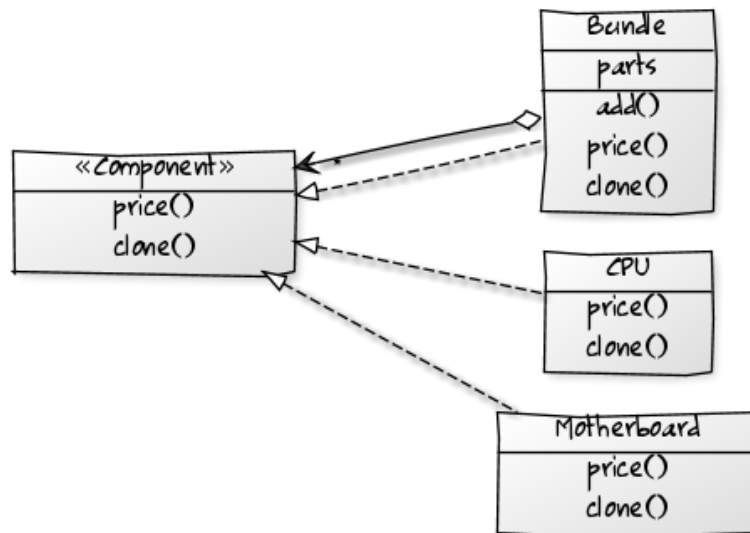 Bundle
parts
add()
price()
clone()
«Component»
price()
clone()
CPU
price()
clone()
Motherboard
price()
clone()